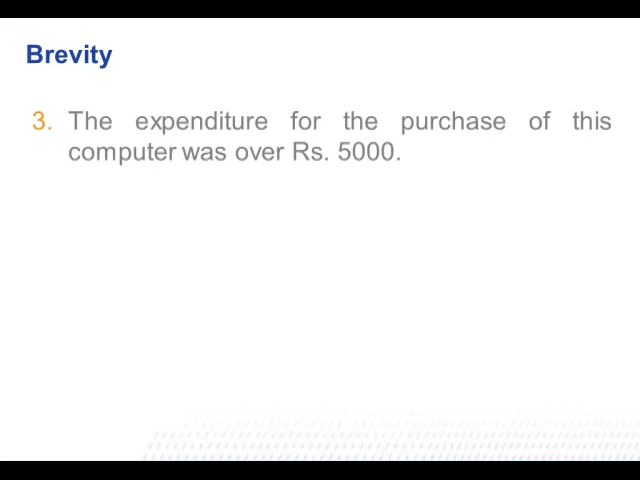 Brevity
3. The expenditure for the purchase of this
computer was over Rs. 5000.